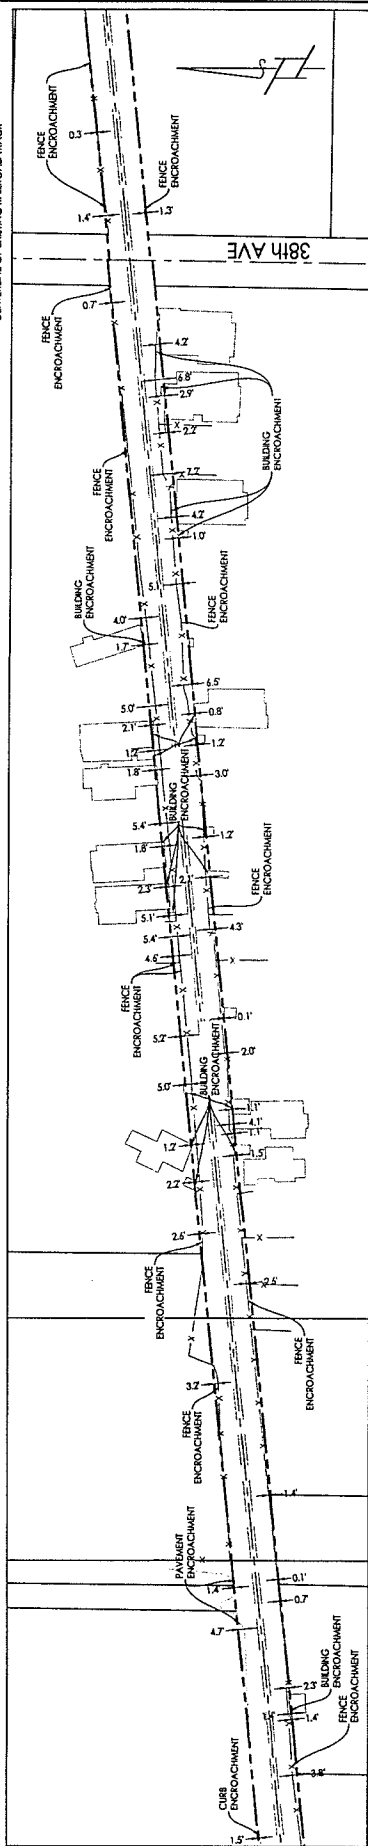 FENCE
ENCROACHMENT
0.3'
1.4'
FENCE
ENCROACHMENT
1.3'
38th AVE
FENCE
ENCROACHMENT
0.7'
4.2'
6.8'
2.9'
2.2'
FENCE
ENCROACHMENT
BUILDING
ENCROACHMENT
7.2'
4.2'
1.0'
5.1'
BUILDING
ENCROACHMENT
4.0'
1.7'
FENCE
ENCROACHMENT
6.5'
5.0'
2.1'
0.8'
1.2'
1.2'
1.8'
3.0'
BUILDING
ENCROACHMENT
5.4'
1.2'
1.8'
2.3'
5.1'
FENCE
ENCROACHMENT
5.4'
4.3'
4.6'
FENCE
ENCROACHMENT
5.2'
0.1'
2.0'
5.0'
BUILDING
ENCROACHMENT
4.1'
1.1'
1.2'
1.5'
2.2'
2.6'
FENCE
ENCROACHMENT
FENCE
ENCROACHMENT
3.2'
FENCE
ENCROACHMENT
1.4'
PAVEMENT
ENCROACHMENT
1.4'
0.1'
0.7'
4.7'
2.3'
BUILDING
ENCROACHMENT
1.4'
FENCE
ENCROACHMENT
3.8'
CURB
ENCROACHMENT
1.5'